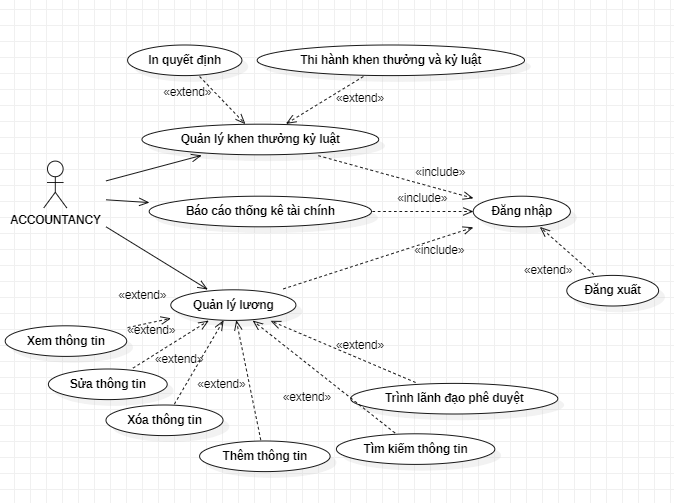 In quyết định
Thi hành khen thưởng và kỷ luật
«extend»
«extend»
Quản lý khen thưởng kỷ luật
«include»
ACCOUNTANCY
«include»
Báo cáo thống kê tài chính
Đăng nhập
«include»
«extend»
Đăng xuất
«extend»
Quản lý lương
«extend»
Xem thông tin
«extend»
«extend»
Sửa thông tin
«extend»
«extend»
Trình lãnh đạo phê duyệt
Xóa thông tin
Tìm kiếm thông tin
Thêm thông tin